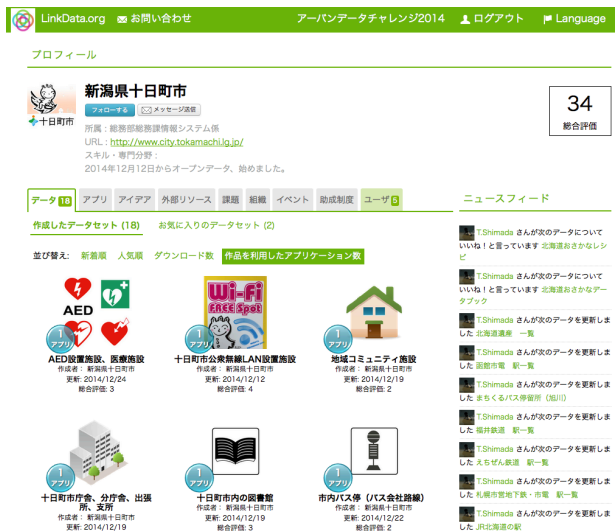 LinkData.org お問い合わせ アーバンデータチャレンジ2014 ログアウト Language
プロフィール
新潟県十日町市
フォローする メッセージ送信
十日町市
所属：総務部総務課情報システム係
URL : http://www.city.tokamachi.lg.jp/
スキル・専門分野：
2014年12月12日からオープンデータ、始めました。
34
総合評価
データ 18 アプリ アイデア 外部リソース 課題 組織 イベント 助成制度 ユーザ 5
作成したデータセット (18) お気に入りのデータセット (2)
並び替え: 新着順 人気順 ダウンロード数 作品を利用したアプリケーション数
AED
1
アプリ
AED設置施設、医療施設
作成者： 新潟県十日町市
更新: 2014/12/24
総合評価: 3
Wi-Fi
FREE Spot
1
アプリ
十日町市公衆無線LAN設置施設
作成者： 新潟県十日町市
更新: 2014/12/12
総合評価: 4
1
アプリ
地域コミュニティ施設
作成者： 新潟県十日町市
更新: 2014/12/19
総合評価: 2
1
アプリ
十日町市庁舎、分庁舎、出張
所、支所
作成者： 新潟県十日町市
更新: 2014/12/19
1
アプリ
十日町市内の図書館
作成者： 新潟県十日町市
更新: 2014/12/19
総合評価: 3
1
アプリ
市内バス停（バス会社路線）
作成者： 新潟県十日町市
更新: 2014/12/22
総合評価: 2
ニュースフィード
T.Shimada さんが次のデータについて
いいね！と言っています 北海道おさかなレシ
ピ
T.Shimada さんが次のデータについて
いいね！と言っています 北海道おさかなデー
タブック
T.Shimada さんが次のデータを更新しま
した 北海道遺産 一覧
T.Shimada さんが次のデータを更新しま
した 函館市電 駅一覧
T.Shimada さんが次のデータを更新しま
した まちくるバス停留所（旭川）
T.Shimada さんが次のデータを更新しま
した 福井鉄道 駅一覧
T.Shimada さんが次のデータを更新しま
した えちぜん鉄道 駅一覧
T.Shimada さんが次のデータを更新しま
した 札幌市営地下鉄・市電 駅一覧
T.Shimada さんが次のデータを更新しま
した JR北海道の駅